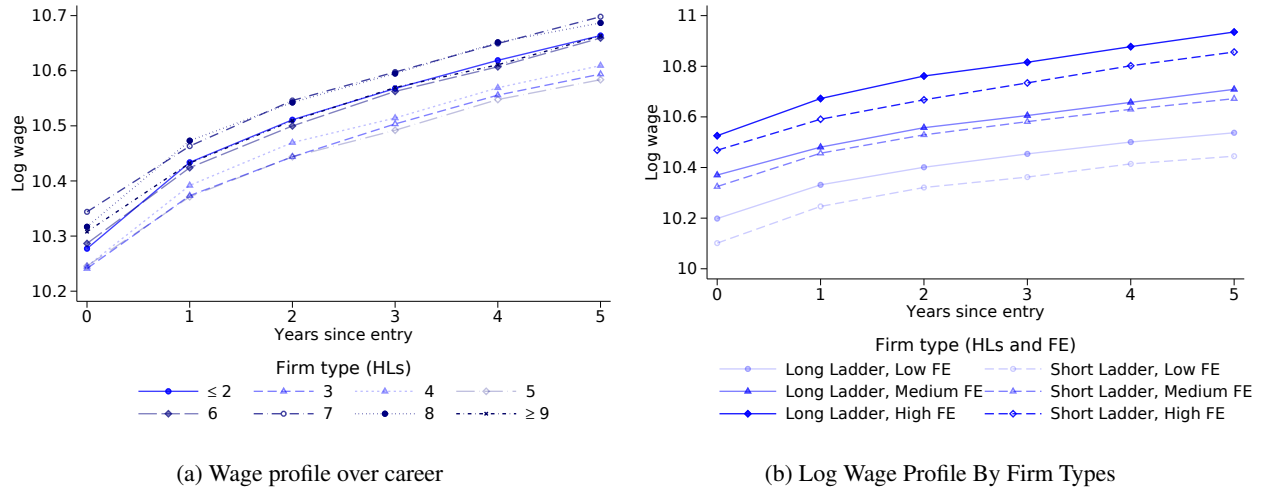 10.7
10.6
10.5
10.4
10.3
10.2
Log wage
0 1 2 3 4 5
Years since entry
Firm type (HLs)
≤ 2 3 4 5
6 7 8 ≥ 9
(a) Wage profile over career
11
10.8
10.6
10.4
10.2
10
Log wage
0 1 2 3 4 5
Years since entry
Firm type (HLs and FE)
Long Ladder, Low FE Short Ladder, Low FE
Long Ladder, Medium FE Short Ladder, Medium FE
Long Ladder, High FE Short Ladder, High FE
(b) Log Wage Profile By Firm Types